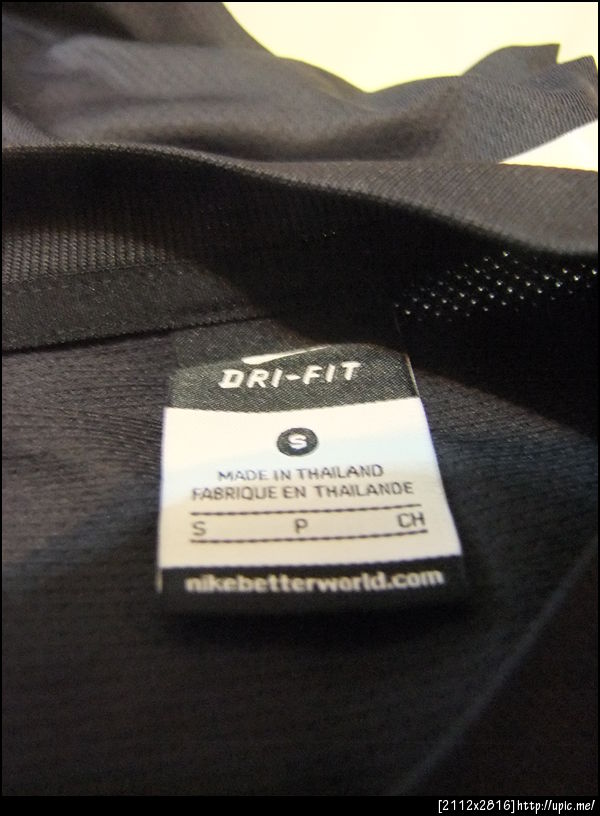 DRI-FIT
S
MADE IN THAILAND
FABRIQUE EN THAILANDE
S P CH
nikebetterworld.com
[2112x2816]http://upic.me/